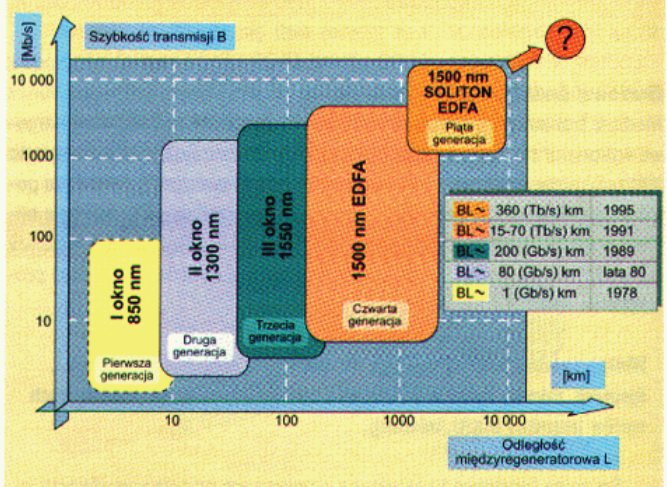 [Mb/s]
Szybkość transmisji B
?
10 000
1000
100
10
1500 nm
SOLITON
EDFA
Piąta
generacja
1500 nm EDFA
Czwarta
generacja
III okno
1550 nm
Trzecia
generacja
II okno
1300 nm
Druga
generacja
I okno
850 nm
Pierwsza
generacja
BL~ 360 (Tb/s) km 1995
BL~ 15-70 (Tb/s) km 1991
BL~ 200 (Gb/s) km 1989
BL~ 80 (Gb/s) km lata 80
BL~ 1 (Gb/s) km 1978
[km]
10 100 1000 10 000
Odległość
międzyregeneratorowa L